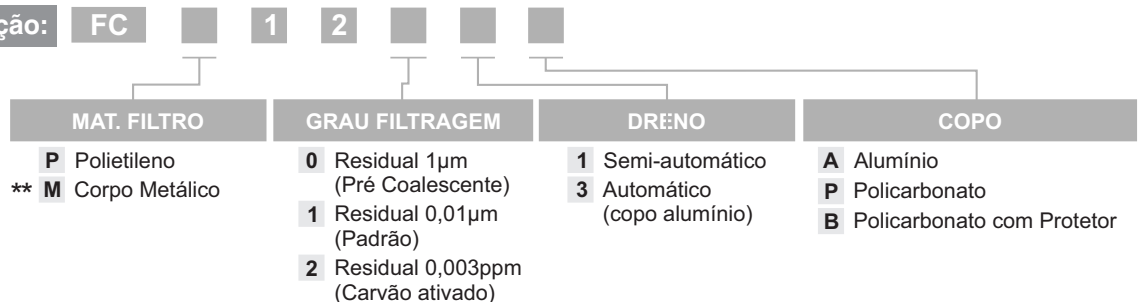 ção: FC 1 2
MAT. FILTRO
P Polietileno
** M Corpo Metálico
GRAU FILTRAGEM
0 Residual 1µm
(Pré Coalescente)
1 Residual 0,01µm
(Padrão)
2 Residual 0,003ppm
(Carvão ativado)
DRENO
1 Semi-automático
3 Automático
(copo alumínio)
COPO
A Alumínio
P Policarbonato
B Policarbonato com Protetor